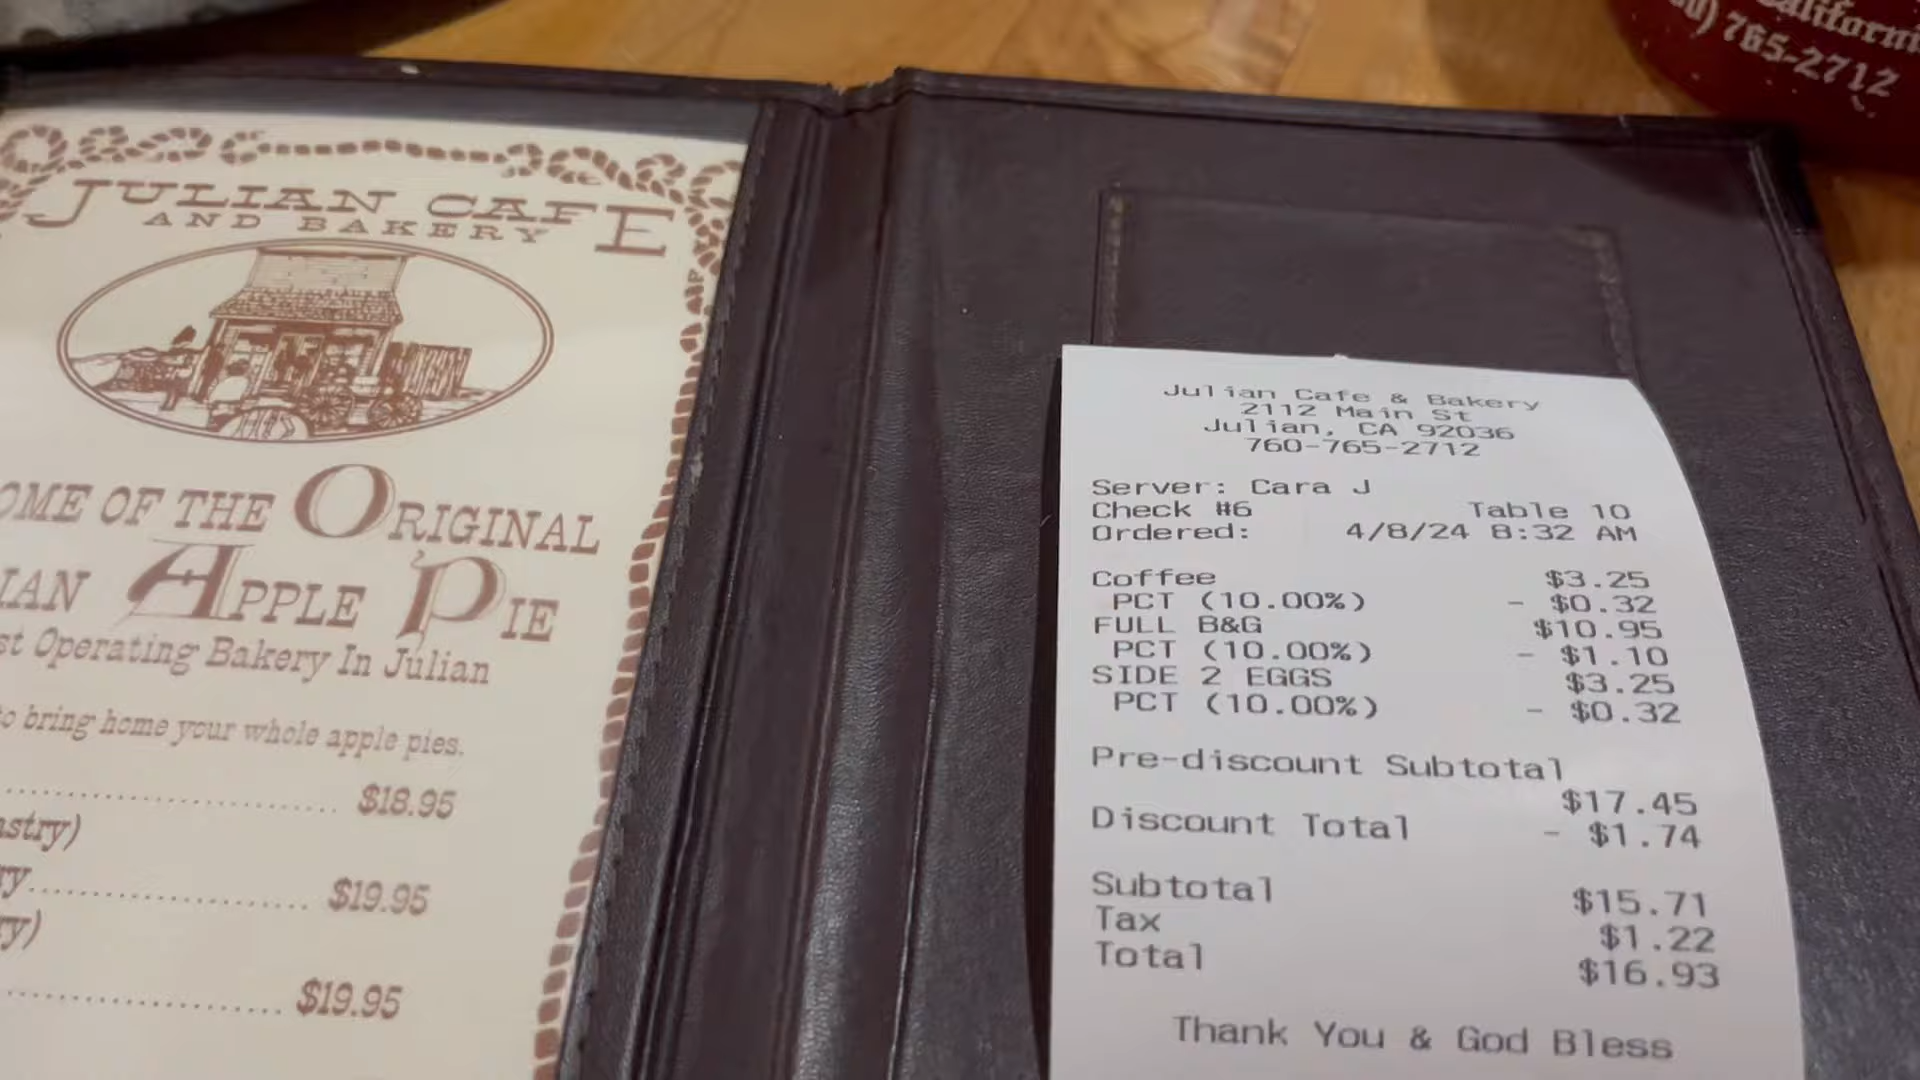 California
765-2712
JULIAN CAFE
AND BAKERY
OME OF THE ORIGINAL
IAN APPLE PIE
st Operating Bakery In Julian
to bring home your whole apple pies.
$18.95
astry)
ry $19.95
ry)
$19.95
Julian Cafe & Bakery
2112 Main St
Julian, CA 92036
760-765-2712
Server: Cara J
Check #6 Table 10
Ordered: 4/8/24 8:32 AM
Coffee $3.25
PCT (10.00%) - $0.32
FULL B&G $10.95
PCT (10.00%) - $1.10
SIDE 2 EGGS $3.25
PCT (10.00%) - $0.32
Pre-discount Subtotal
$17.45
Discount Total - $1.74
Subtotal $15.71
Tax $1.22
Total $16.93
Thank You & God Bless